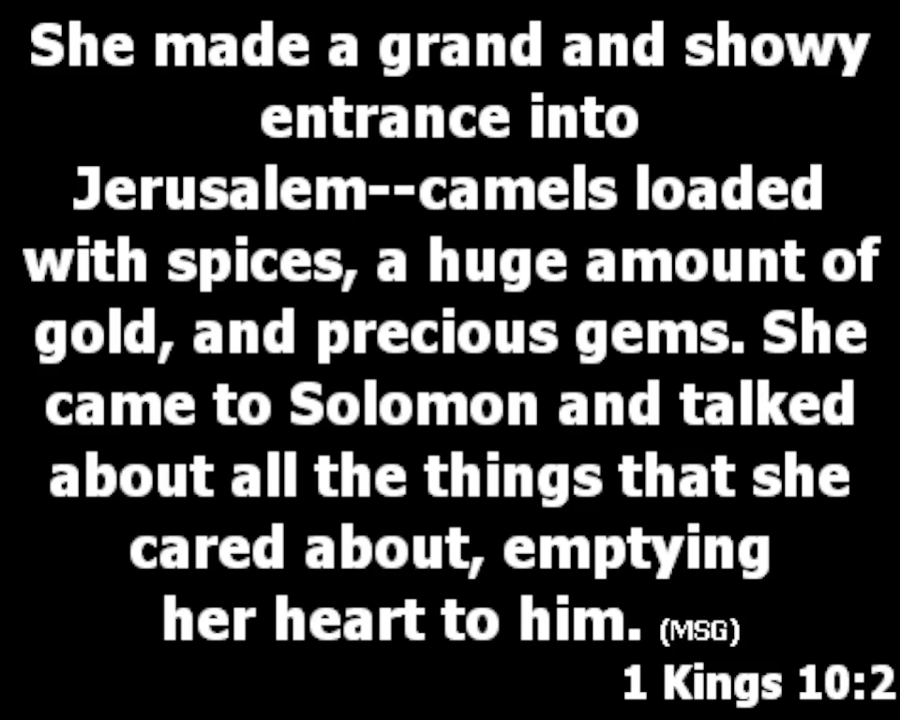 She made a grand and showy
entrance into
Jerusalem--camels loaded
with spices, a huge amount of
gold, and precious gems. She
came to Solomon and talked
about all the things that she
cared about, emptying
her heart to him. (MSG)
1 Kings 10:2